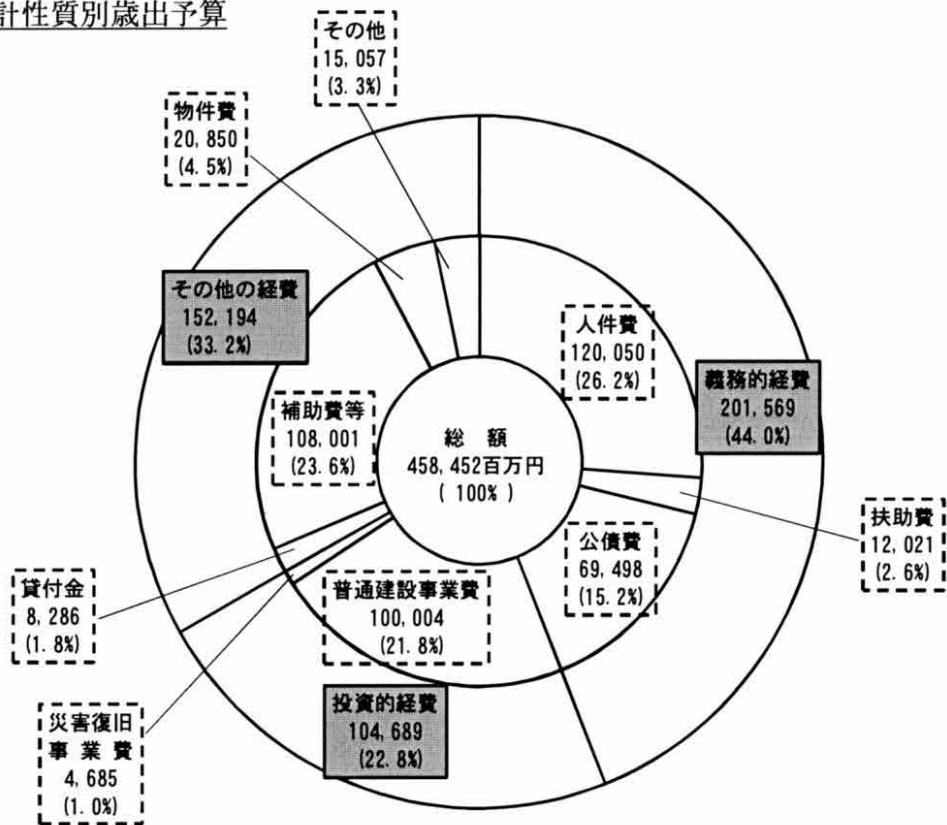 計性質別歳出予算
その他
15,057
(3.3%)
物件費
20,850
(4.5%)
その他の経費
152,194
(33.2%)
人件費
120,050
(26.2%)
義務的経費
201,569
(44.0%)
補助費等
108,001
(23.6%)
総額
458,452百万円
(100%)
扶助費
12,021
(2.6%)
公債費
69,498
(15.2%)
貸付金
8,286
(1.8%)
普通建設事業費
100,004
(21.8%)
投資的経費
104,689
(22.8%)
災害復旧
事業費
4,685
(1.0%)